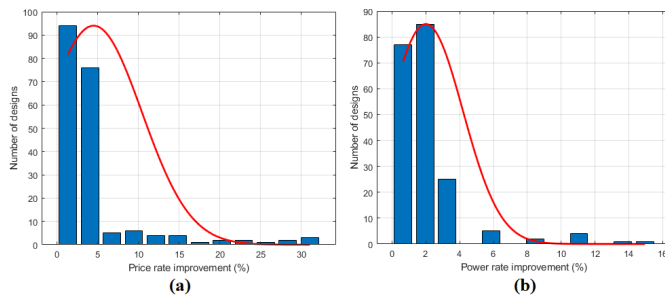 100
90
80
70
60
50
40
30
20
10
0
Number of designs
0 5 10 15 20 25 30
Price rate improvement (%)
(a)
90
80
70
60
50
40
30
20
10
0
Number of designs
0 2 4 6 8 10 12 14 16
Power rate improvement (%)
(b)